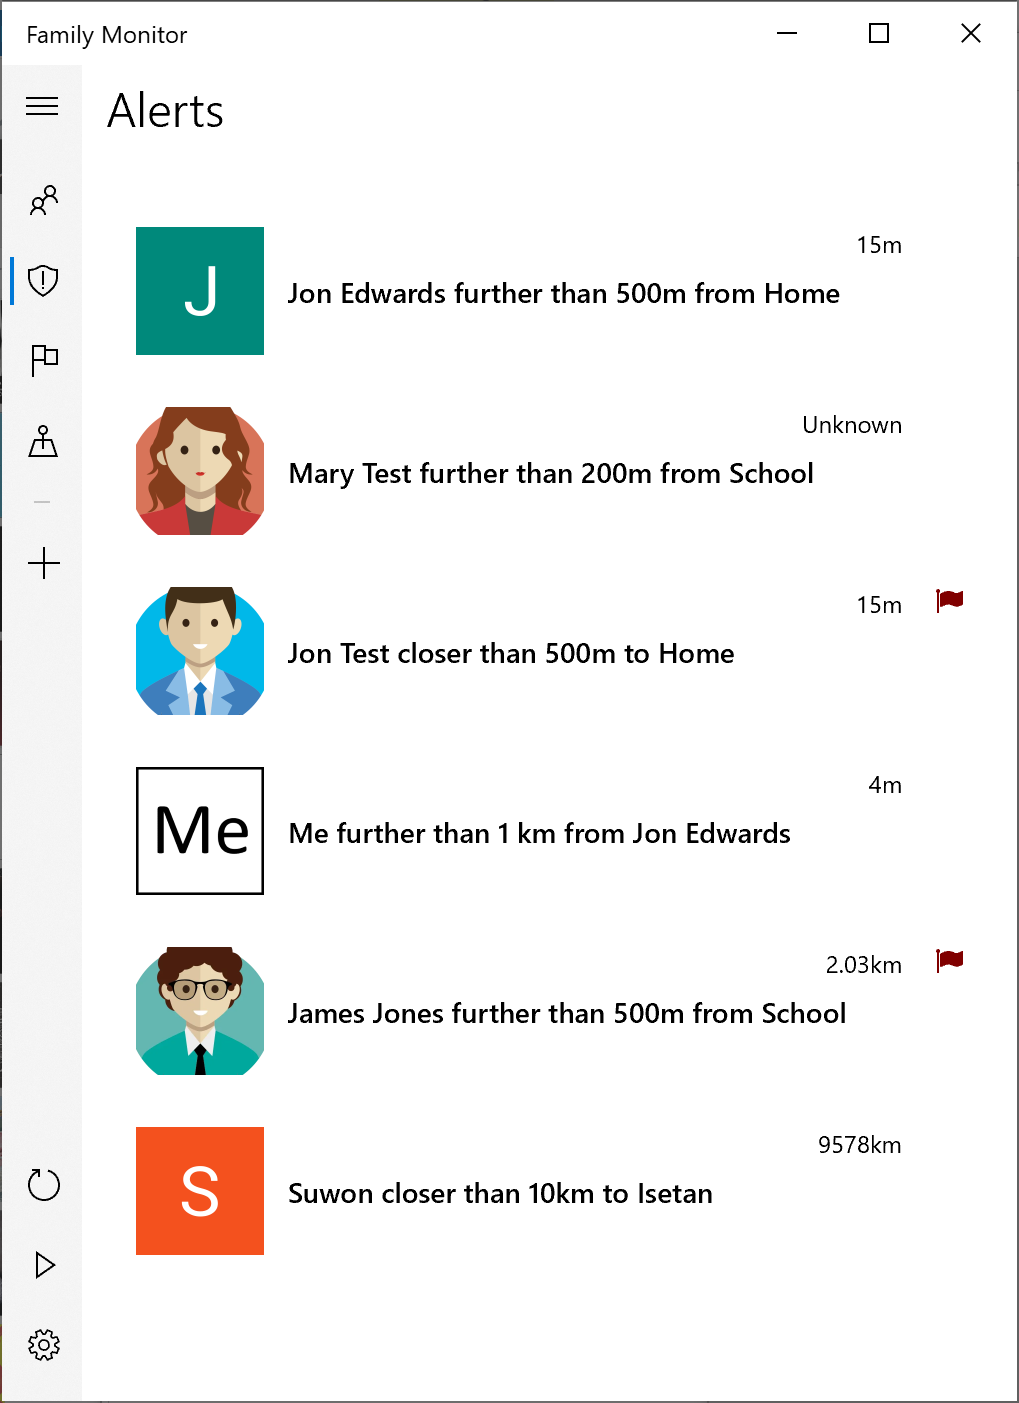 Family Monitor
Alerts
15m
J
Jon Edwards further than 500m from Home
Unknown
Mary Test further than 200m from School
15m
Jon Test closer than 500m to Home
4m
Me
Me further than 1 km from Jon Edwards
2.03km
James Jones further than 500m from School
9578km
S
Suwon closer than 10km to Isetan